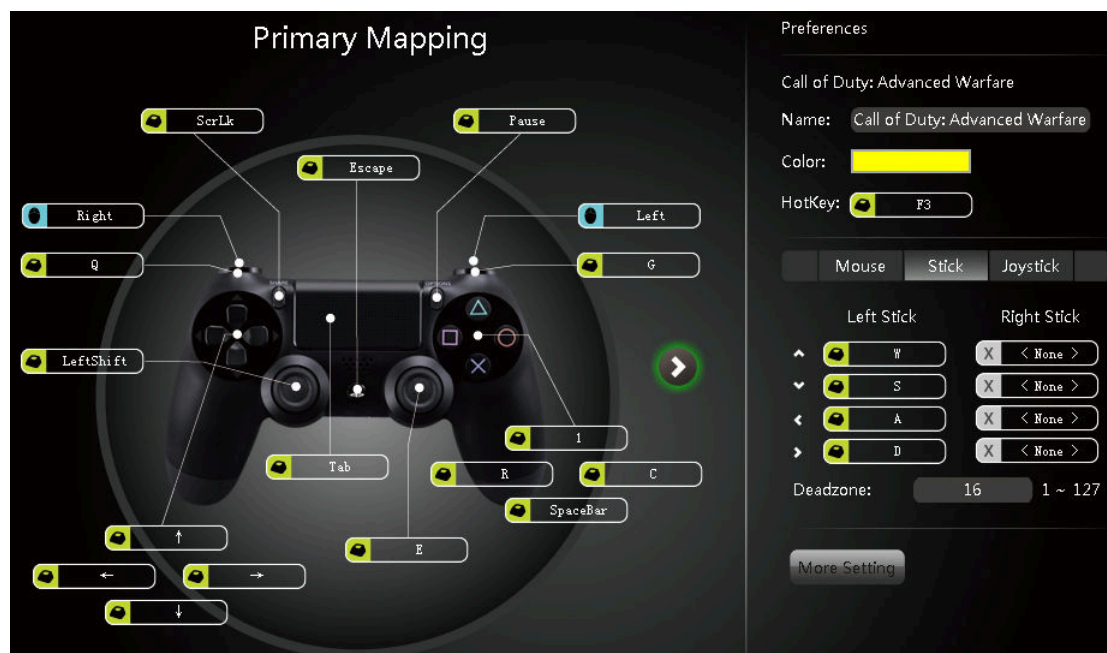 Primary Mapping
ScrLk
Pause
Escape
Right
Left
Q
G
SHARE
OPTIONS
LeftShift
1
Tab
R
C
SpaceBar
E
↑
← →
↓
Preferences
Call of Duty: Advanced Warfare
Name: Call of Duty: Advanced Warfare
Color:
HotKey: F3
Mouse Stick Joystick
Left Stick Right Stick
W X < None >
S X < None >
A X < None >
D X < None >
Deadzone: 16 1 ~ 127
More Setting